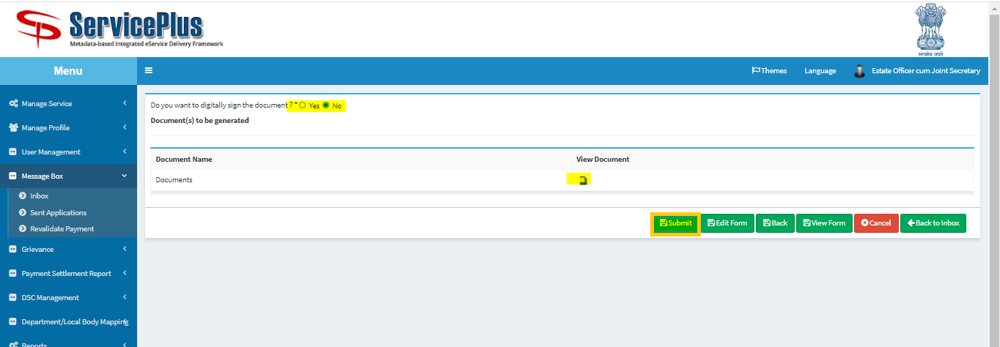 ServicePlus
Metadata-based Integrated eService Delivery Framework
सत्यमेव जयते
Menu
Themes Language Estate Officer cum Joint Secretary
Manage Service
Manage Profile
User Management
Message Box
Inbox
Sent Applications
Revalidate Payment
Grievance
Payment Settlement Report
DSC Management
Department/Local Body Mapping
Reports
Do you want to digitally sign the document ? * Yes No
Document(s) to be generated
Document Name View Document
Documents
Submit Edit Form Back View Form Cancel Back to Inbox